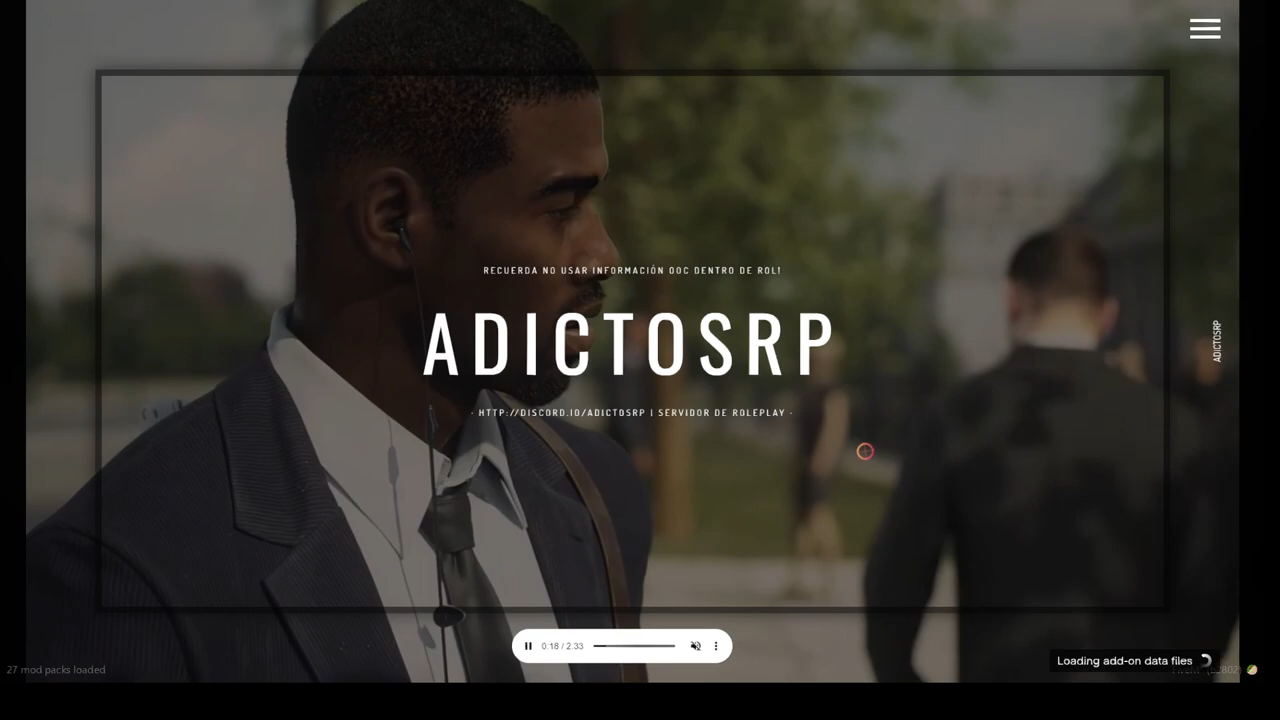 RECUERDA NO USAR INFORMACIÓN OOC DENTRO DE ROL!
ADICTOSRP
· HTTP://DISCORD.IO/ADICTOSRP | SERVIDOR DE ROLEPLAY ·
ADICTOSRP
0:18 / 2:33
Loading add-on data files
27 mod packs loaded